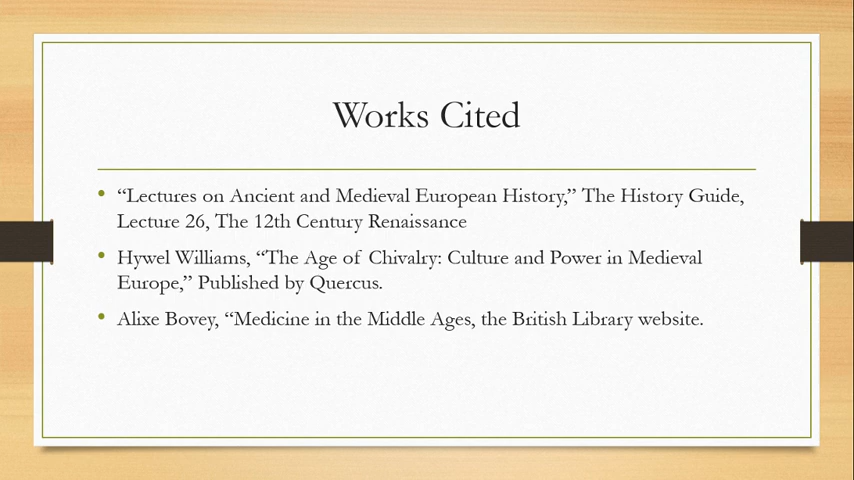 Works Cited
• “Lectures on Ancient and Medieval European History,” The History Guide,
Lecture 26, The 12th Century Renaissance
• Hywel Williams, “The Age of Chivalry: Culture and Power in Medieval
Europe,” Published by Quercus.
• Alixe Bovey, “Medicine in the Middle Ages, the British Library website.